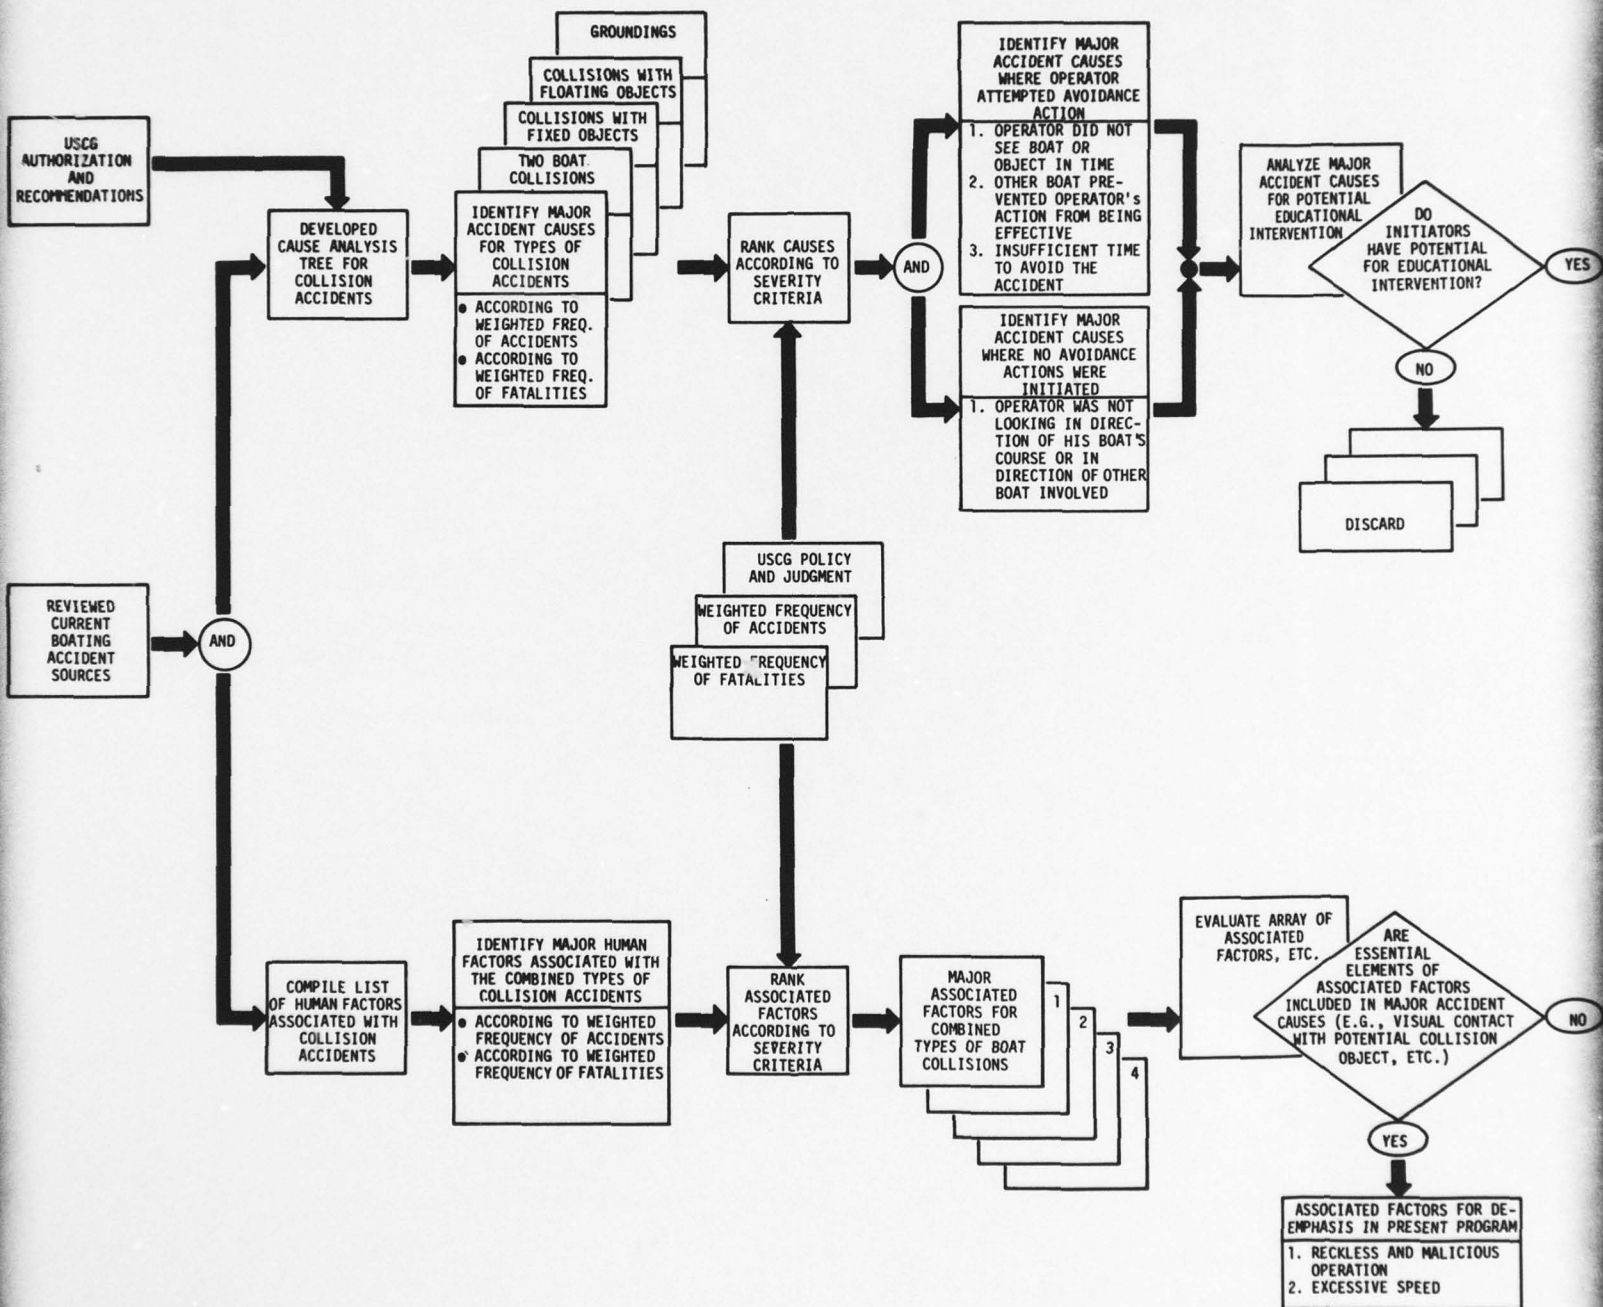 USCG
AUTHORIZATION
AND
RECOMMENDATIONS
REVIEWED
CURRENT
BOATING
ACCIDENT
SOURCES
AND
DEVELOPED
CAUSE ANALYSIS
TREE FOR
COLLISION
ACCIDENTS
GROUNDINGS
COLLISIONS WITH
FLOATING OBJECTS
COLLISIONS WITH
FIXED OBJECTS
TWO BOAT
COLLISIONS
IDENTIFY MAJOR
ACCIDENT CAUSES
FOR TYPES OF
COLLISION
ACCIDENTS
● ACCORDING TO
WEIGHTED FREQ.
OF ACCIDENTS
● ACCORDING TO
WEIGHTED FREQ.
OF FATALITIES
RANK CAUSES
ACCORDING TO
SEVERITY
CRITERIA
AND
IDENTIFY MAJOR
ACCIDENT CAUSES
WHERE OPERATOR
ATTEMPTED AVOIDANCE
ACTION
1. OPERATOR DID NOT
SEE BOAT OR
OBJECT IN TIME
2. OTHER BOAT PRE-
VENTED OPERATOR's
ACTION FROM BEING
EFFECTIVE
3. INSUFFICIENT TIME
TO AVOID THE
ACCIDENT
IDENTIFY MAJOR
ACCIDENT CAUSES
WHERE NO AVOIDANCE
ACTIONS WERE
INITIATED
1. OPERATOR WAS NOT
LOOKING IN DIREC-
TION OF HIS BOAT'S
COURSE OR IN
DIRECTION OF OTHER
BOAT INVOLVED
ANALYZE MAJOR
ACCIDENT CAUSES
FOR POTENTIAL
EDUCATIONAL
INTERVENTION
DO
INITIATORS
HAVE POTENTIAL
FOR EDUCATIONAL
INTERVENTION?
YES
NO
DISCARD
USCG POLICY
AND JUDGMENT
WEIGHTED FREQUENCY
OF ACCIDENTS
WEIGHTED FREQUENCY
OF FATALITIES
COMPILE LIST
OF HUMAN FACTORS
ASSOCIATED WITH
COLLISION
ACCIDENTS
IDENTIFY MAJOR HUMAN
FACTORS ASSOCIATED WITH
THE COMBINED TYPES OF
COLLISION ACCIDENTS
● ACCORDING TO WEIGHTED
FREQUENCY OF ACCIDENTS
● ACCORDING TO WEIGHTED
FREQUENCY OF FATALITIES
RANK
ASSOCIATED
FACTORS
ACCORDING TO
SEVERITY
CRITERIA
MAJOR
ASSOCIATED
FACTORS FOR
COMBINED
TYPES OF BOAT
COLLISIONS
1
2
3
4
EVALUATE ARRAY OF
ASSOCIATED
FACTORS, ETC.
ARE
ESSENTIAL
ELEMENTS OF
ASSOCIATED FACTORS
INCLUDED IN MAJOR ACCIDENT
CAUSES (E.G., VISUAL CONTACT
WITH POTENTIAL COLLISION
OBJECT, ETC.)
NO
YES
ASSOCIATED FACTORS FOR DE-
EMPHASIS IN PRESENT PROGRAM
1. RECKLESS AND MALICIOUS
OPERATION
2. EXCESSIVE SPEED